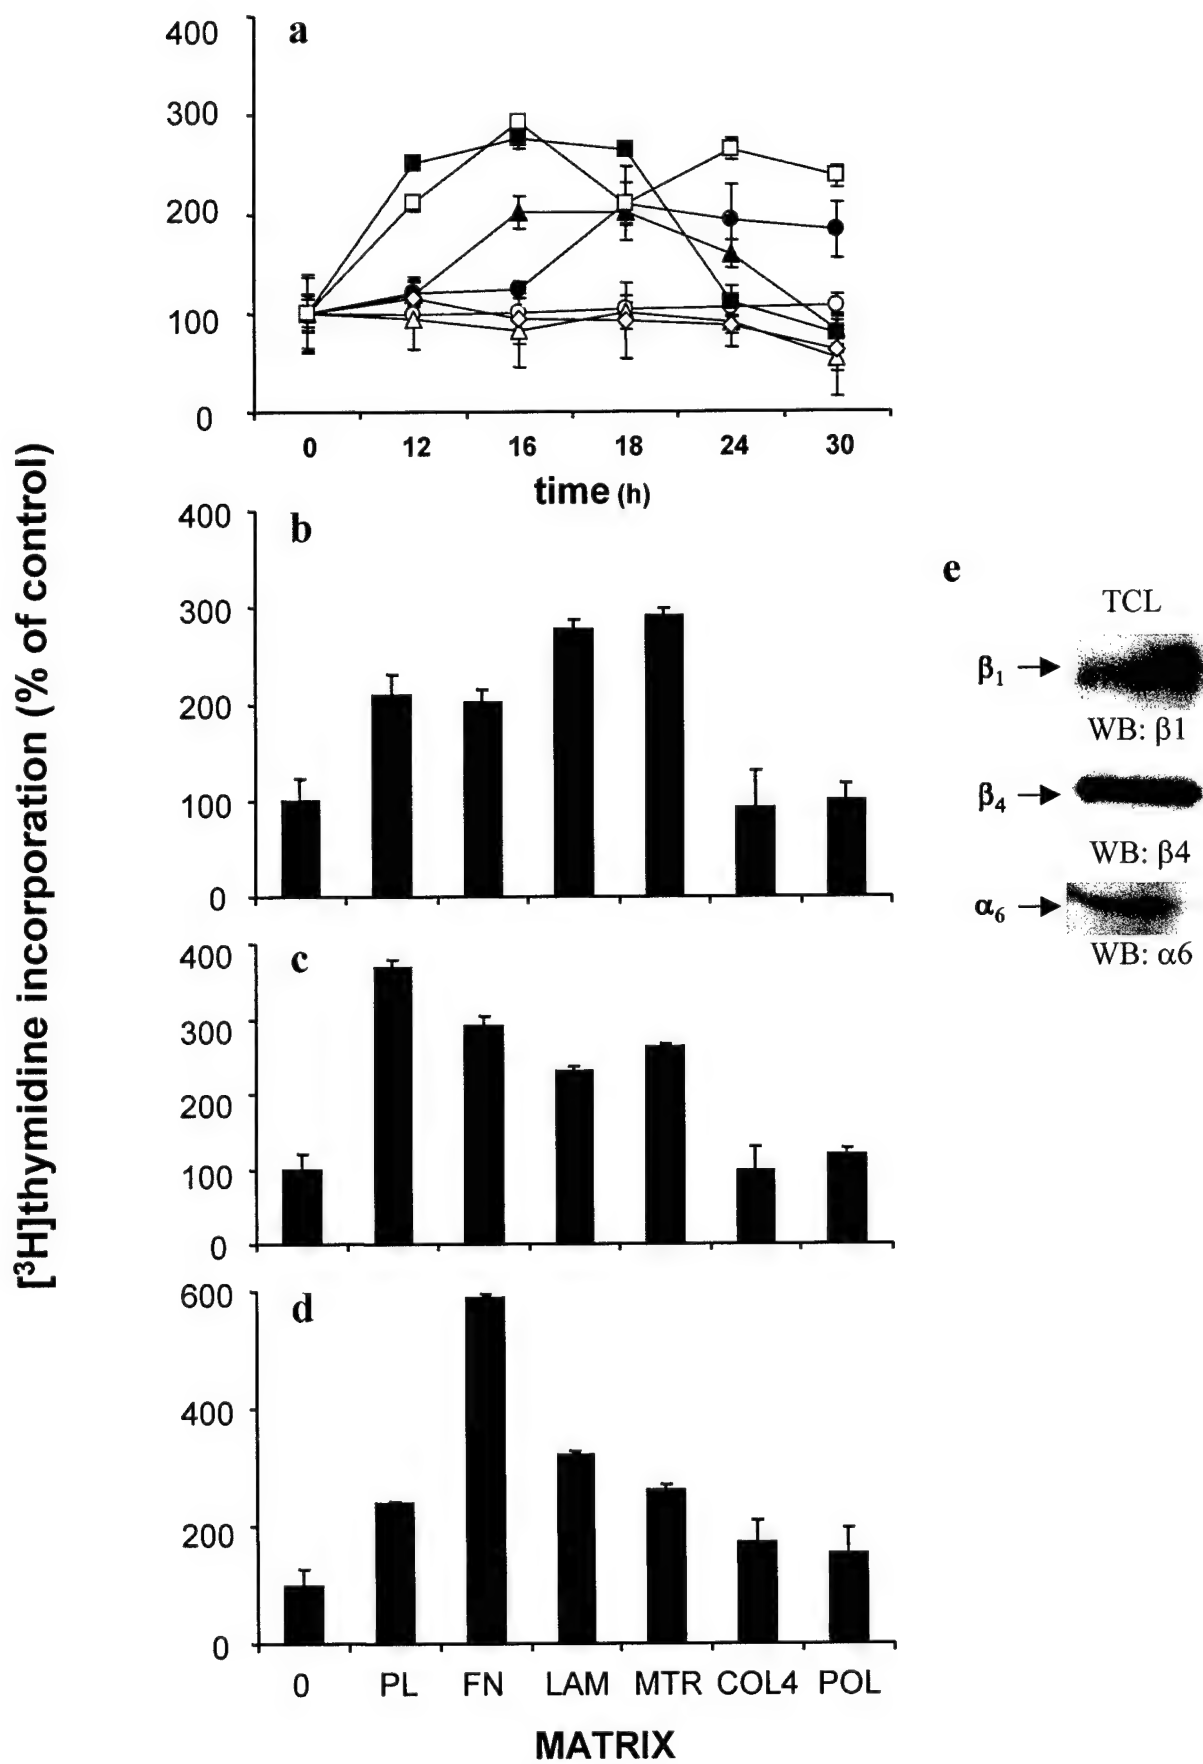 [³H]thymidine incorporation (% of control)
a
400
300
200
100
0
0 12 16 18 24 30
time (h)
b
400
300
200
100
0
c
400
300
200
100
0
d
600
400
200
0
0 PL FN LAM MTR COL4 POL
MATRIX
e
TCL
β₁
WB: β1
β₄
WB: β4
α₆
WB: α6